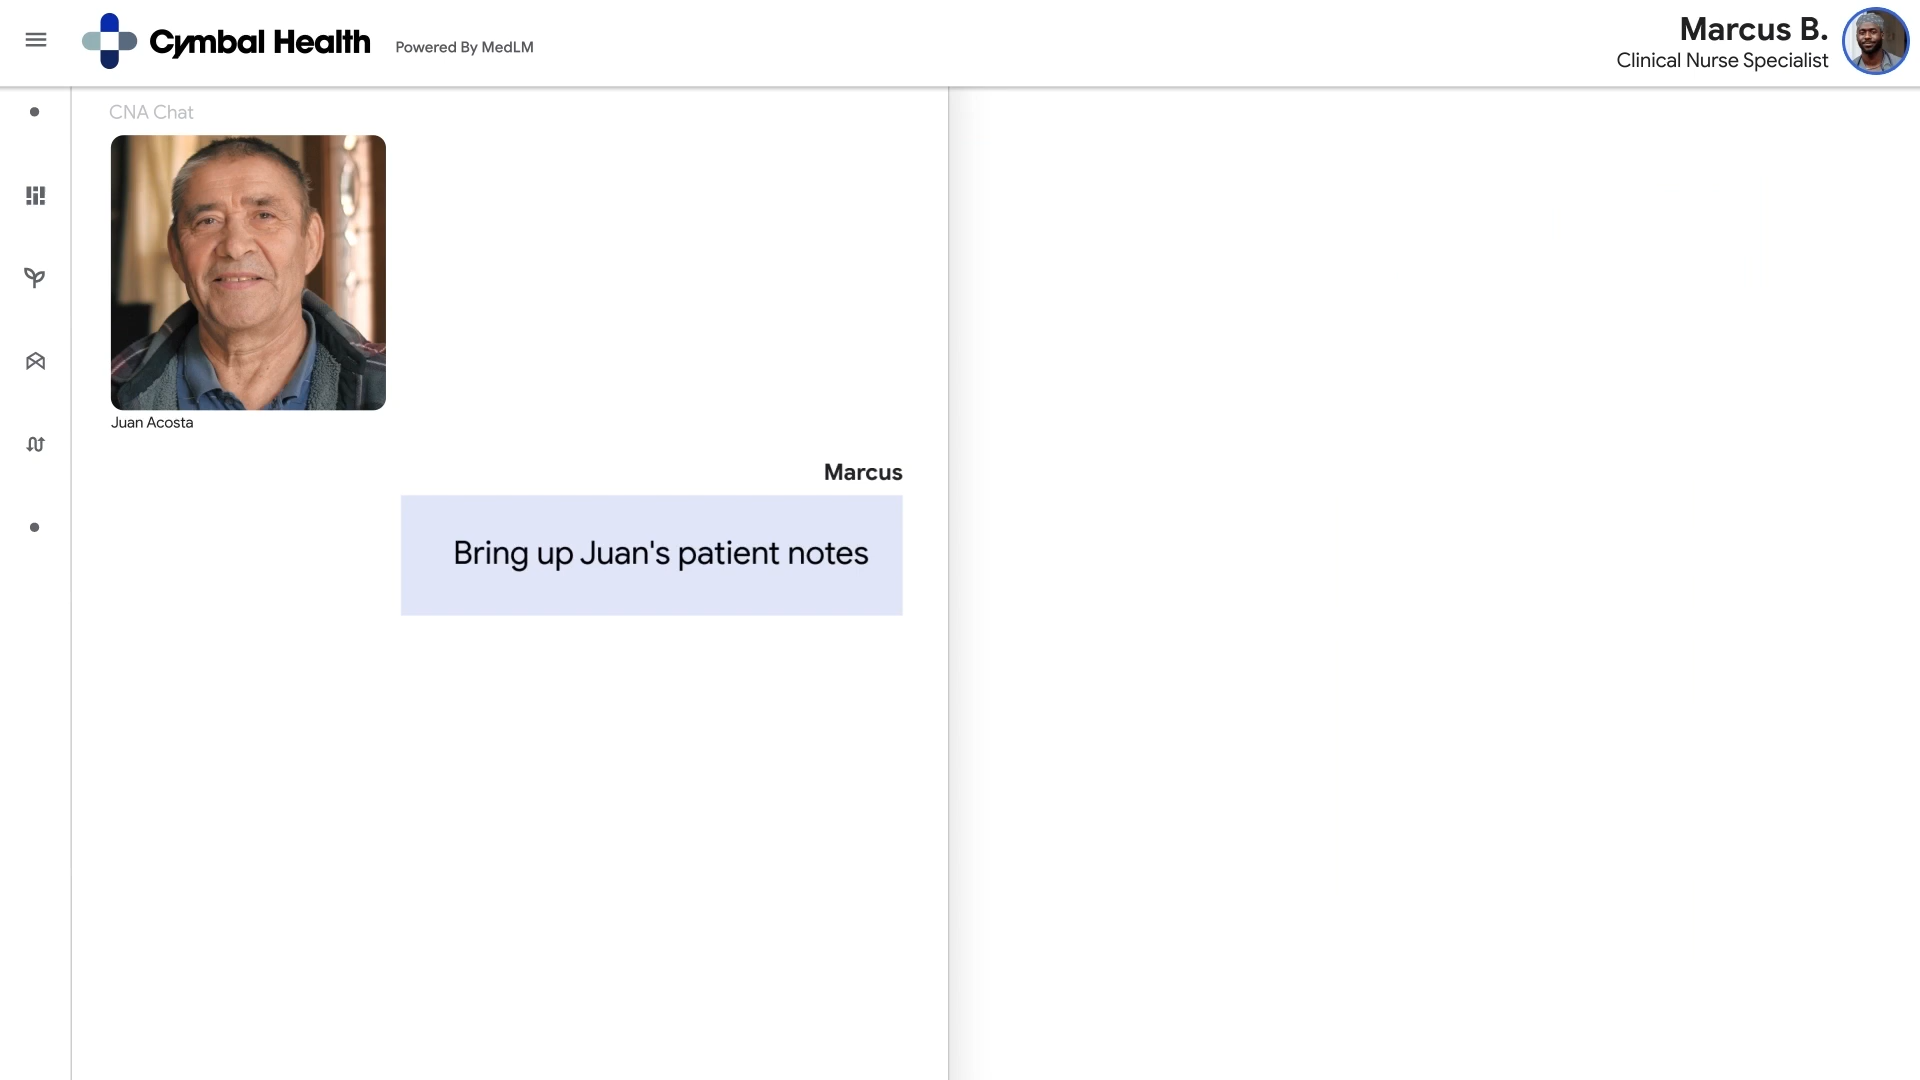 Cymbal Health
Powered By MedLM
Marcus B.
Clinical Nurse Specialist
CNA Chat
Juan Acosta
Marcus
Bring up Juan's patient notes